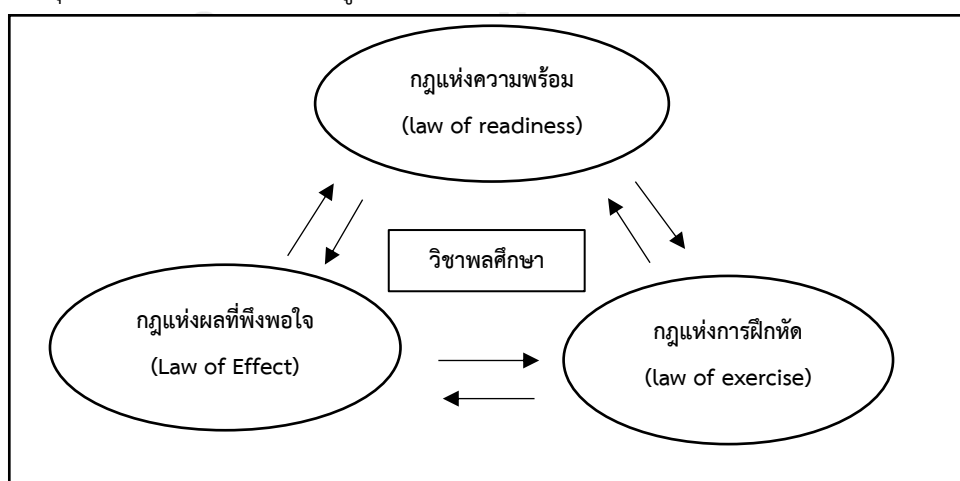 กฎแห่งความพร้อม
(law of readiness)
วิชาพลศึกษา
กฎแห่งผลที่พึงพอใจ
(Law of Effect)
กฎแห่งการฝึกหัด
(law of exercise)